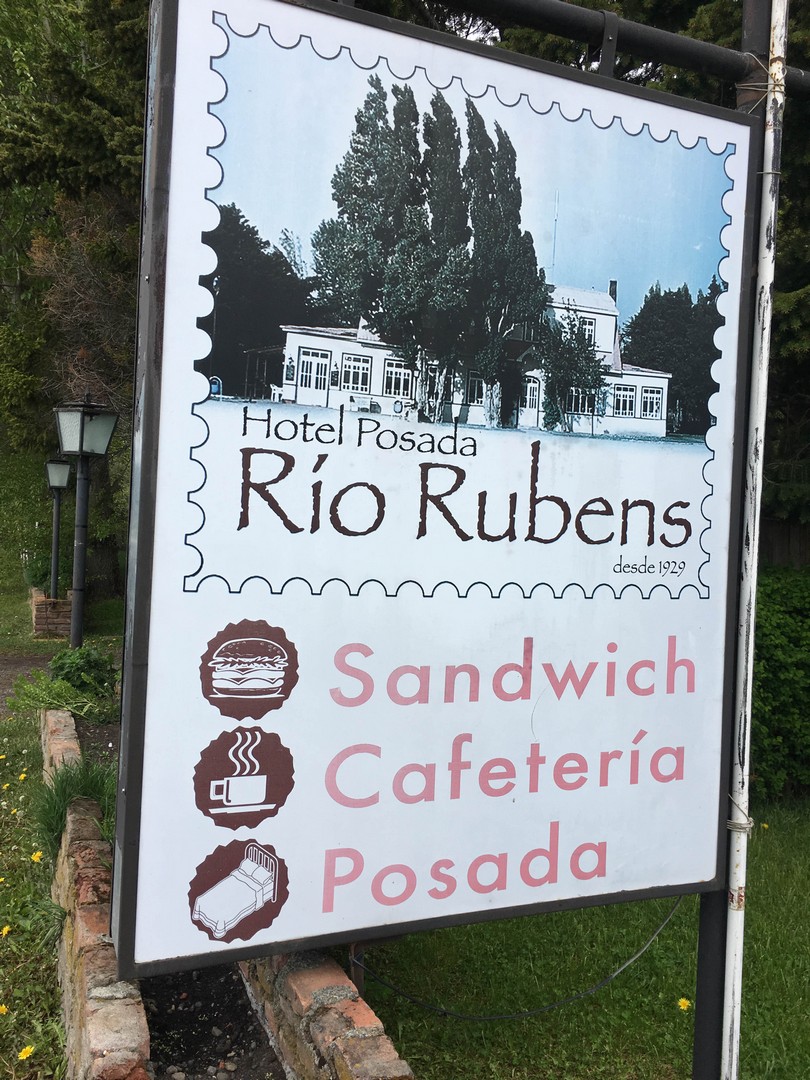 Hotel Posada
Río Rubens
desde 1929
Sandwich
Cafetería
Posada